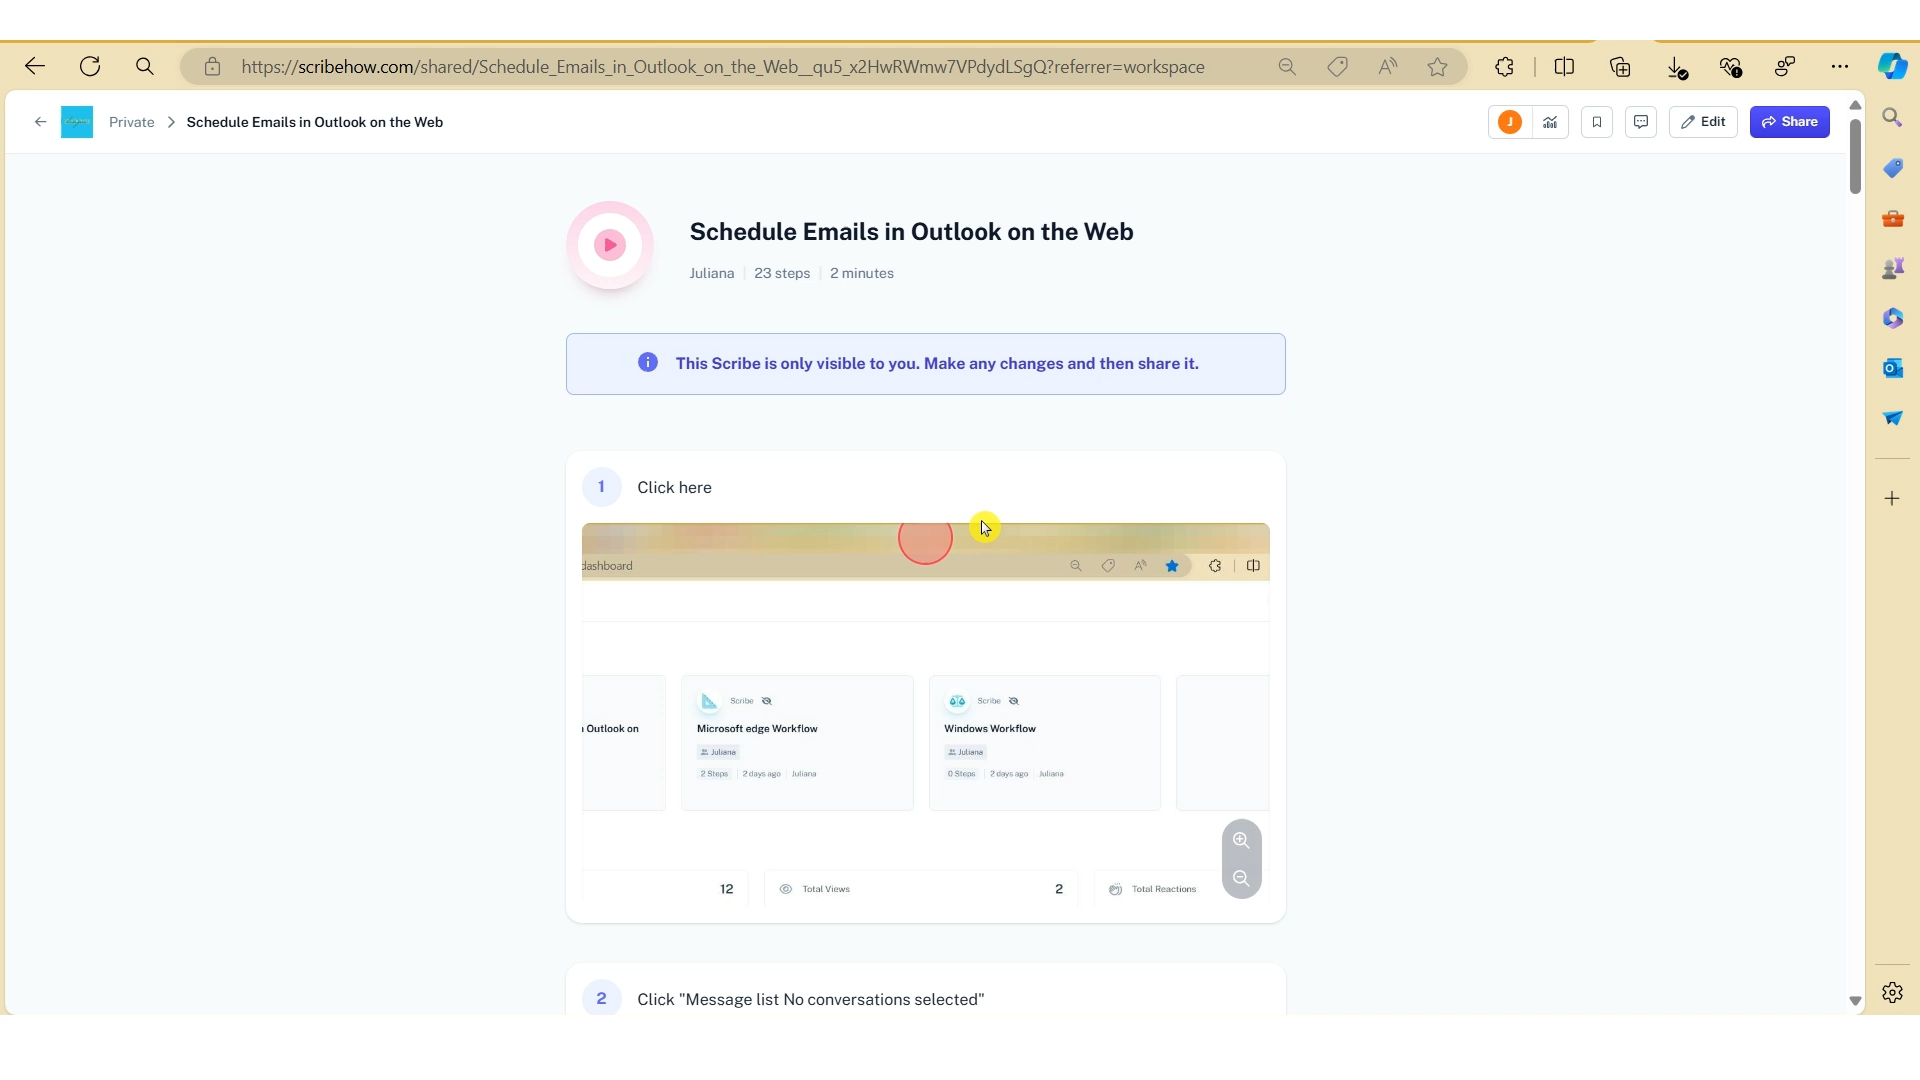 https://scribehow.com/shared/Schedule_Emails_in_Outlook_on_the_Web__qu5_x2HwRWmw7VPdydLSgQ?referrer=workspace
Private > Schedule Emails in Outlook on the Web
J
Edit
Share
Schedule Emails in Outlook on the Web
Juliana | 23 steps | 2 minutes
This Scribe is only visible to you. Make any changes and then share it.
1 Click here
dashboard
Scribe
Scribe
Outlook on
Microsoft edge Workflow
Windows Workflow
Juliana
Juliana
2 Steps | 2 days ago | Juliana
0 Steps | 2 days ago | Juliana
12
Total Views 2
Total Reactions
2 Click "Message list No conversations selected"